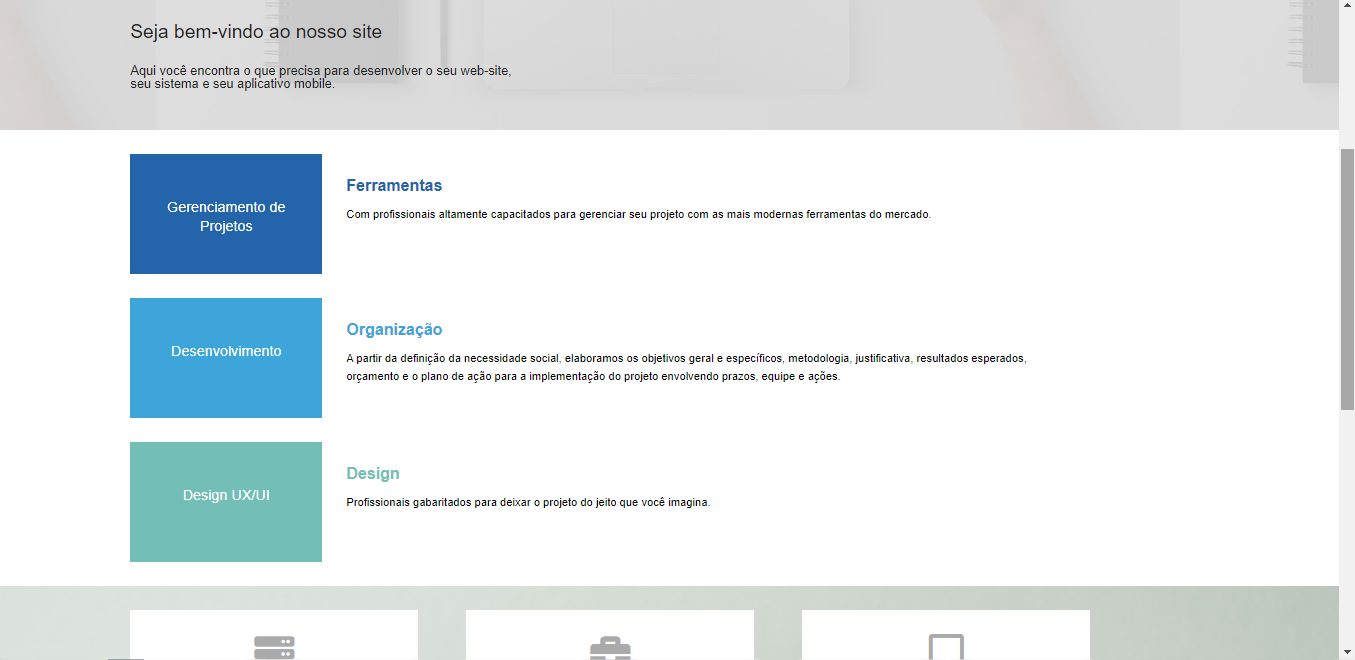 Seja bem-vindo ao nosso site
Aqui você encontra o que precisa para desenvolver o seu web-site,
seu sistema e seu aplicativo mobile.
Gerenciamento de
Projetos
Ferramentas
Com profissionais altamente capacitados para gerenciar seu projeto com as mais modernas ferramentas do mercado.
Desenvolvimento
Organização
A partir da definição da necessidade social, elaboramos os objetivos geral e específicos, metodologia, justificativa, resultados esperados,
orçamento e o plano de ação para a implementação do projeto envolvendo prazos, equipe e ações.
Design UX/UI
Design
Profissionais gabaritados para deixar o projeto do jeito que você imagina.